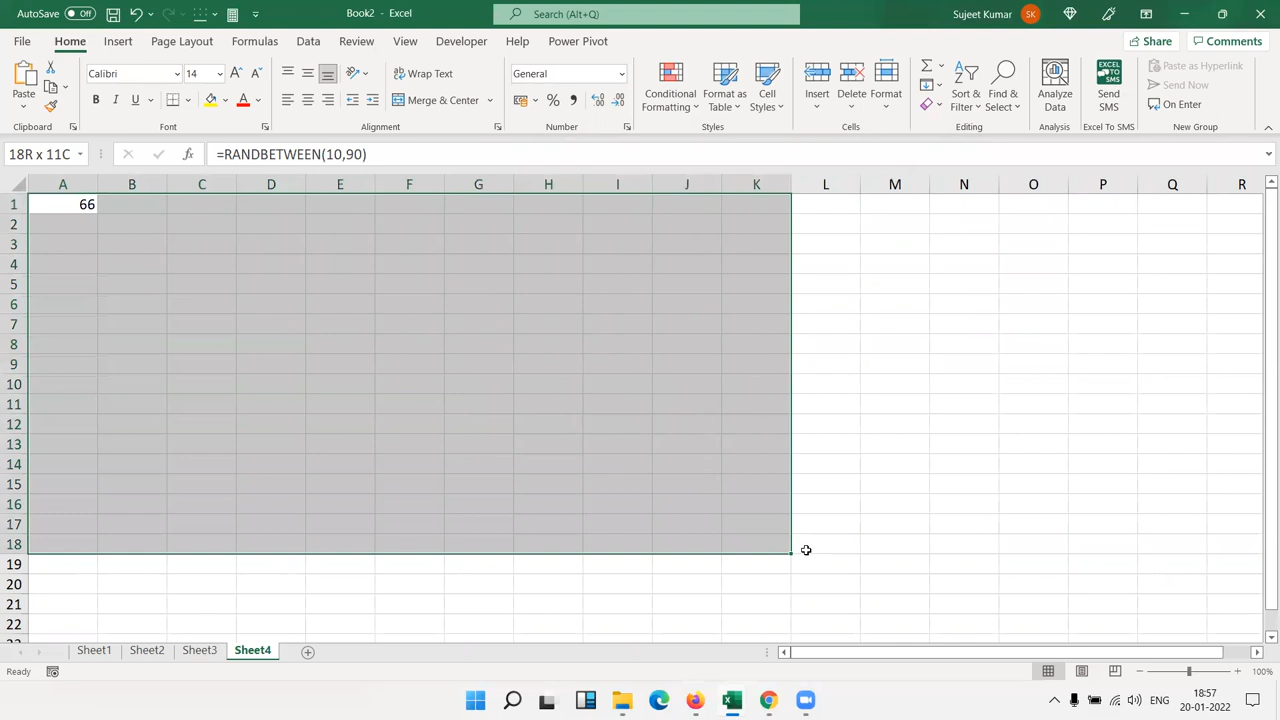 AutoSave Off Book2 - Excel Search (Alt+Q) Sujeet Kumar SK
File Home Insert Page Layout Formulas Data Review View Developer Help Power Pivot Share Comments
Paste Calibri 14 A A Wrap Text General Conditional Formatting Format as Table Cell Styles Insert Delete Format Sort & Filter Find & Select Analyze Data Excel To Send SMS Paste as Hyperlink
B I U A Merge & Center % Send Now
On Enter
Clipboard Font Alignment Number Styles Cells Editing Analysis Excel To SMS New Group
18R x 11C fx =RANDBETWEEN(10,90)
A B C D E F G H I J K L M N O P Q R
1 66
2
3
4
5
6
7
8
9
10
11
12
13
14
15
16
17
18
19
20
21
22
Sheet1 Sheet2 Sheet3 Sheet4
Ready 100%
ENG 18:57
20-01-2022